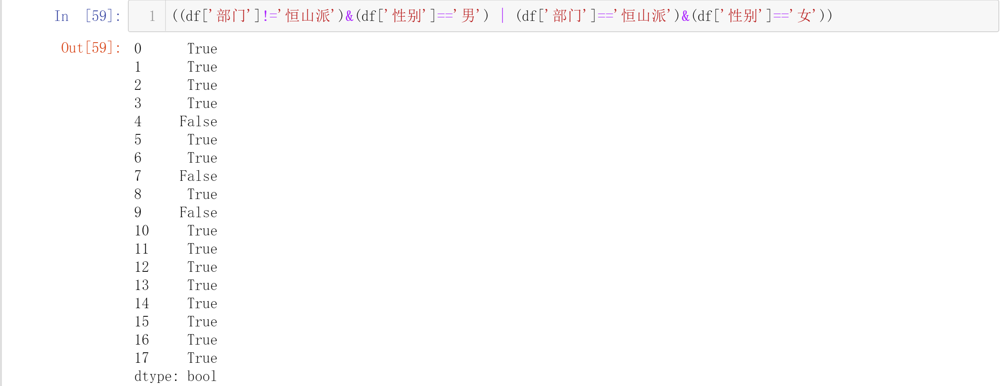 In [59]: 1 ((df['部门']!='恒山派')&(df['性别']=='男') | (df['部门']=='恒山派')&(df['性别']=='女'))
Out[59]: 0 True
1 True
2 True
3 True
4 False
5 True
6 True
7 False
8 True
9 False
10 True
11 True
12 True
13 True
14 True
15 True
16 True
17 True
dtype: bool